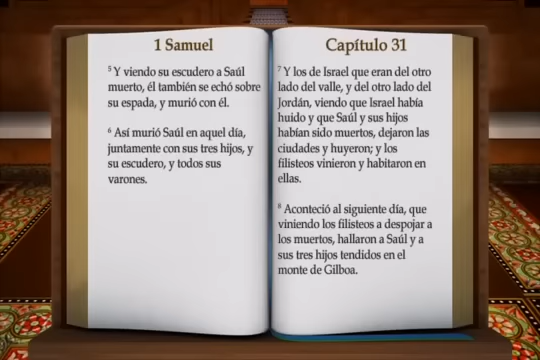 1 Samuel
⁵ Y viendo su escudero a Saúl
muerto, él también se echó sobre
su espada, y murió con él.
⁶ Así murió Saúl en aquel día,
juntamente con sus tres hijos, y
su escudero, y todos sus
varones.
Capítulo 31
⁷ Y los de Israel que eran del otro
lado del valle, y del otro lado del
Jordán, viendo que Israel había
huido y que Saúl y sus hijos
habían sido muertos, dejaron las
ciudades y huyeron; y los
filisteos vinieron y habitaron en
ellas.
⁸ Aconteció al siguiente día, que
viniendo los filisteos a despojar a
los muertos, hallaron a Saúl y a
sus tres hijos tendidos en el
monte de Gilboa.